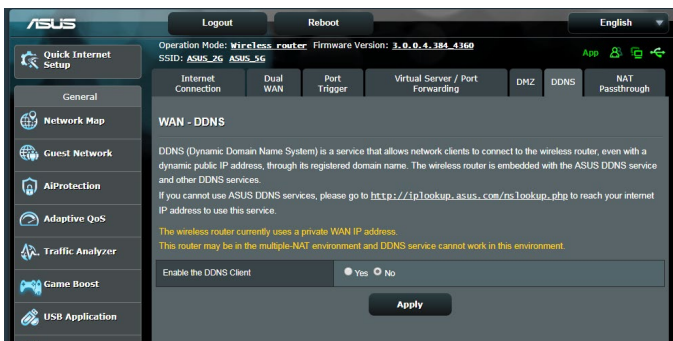 ASUS
Logout
Reboot
English
Quick Internet
Setup
Operation Mode: Wireless router Firmware Version: 3.0.0.4.384_4360
SSID: ASUS_2G ASUS_5G
App
General
Network Map
Guest Network
AiProtection
Adaptive QoS
Traffic Analyzer
Game Boost
USB Application
Internet
Connection
Dual
WAN
Port
Trigger
Virtual Server / Port
Forwarding
DMZ
DDNS
NAT
Passthrough
WAN - DDNS
DDNS (Dynamic Domain Name System) is a service that allows network clients to connect to the wireless router, even with a
dynamic public IP address, through its registered domain name. The wireless router is embedded with the ASUS DDNS service
and other DDNS services.
If you cannot use ASUS DDNS services, please go to http://iplookup.asus.com/nslookup.php to reach your internet
IP address to use this service.
The wireless router currently uses a private WAN IP address.
This router may be in the multiple-NAT environment and DDNS service cannot work in this environment.
Enable the DDNS Client
Yes No
Apply